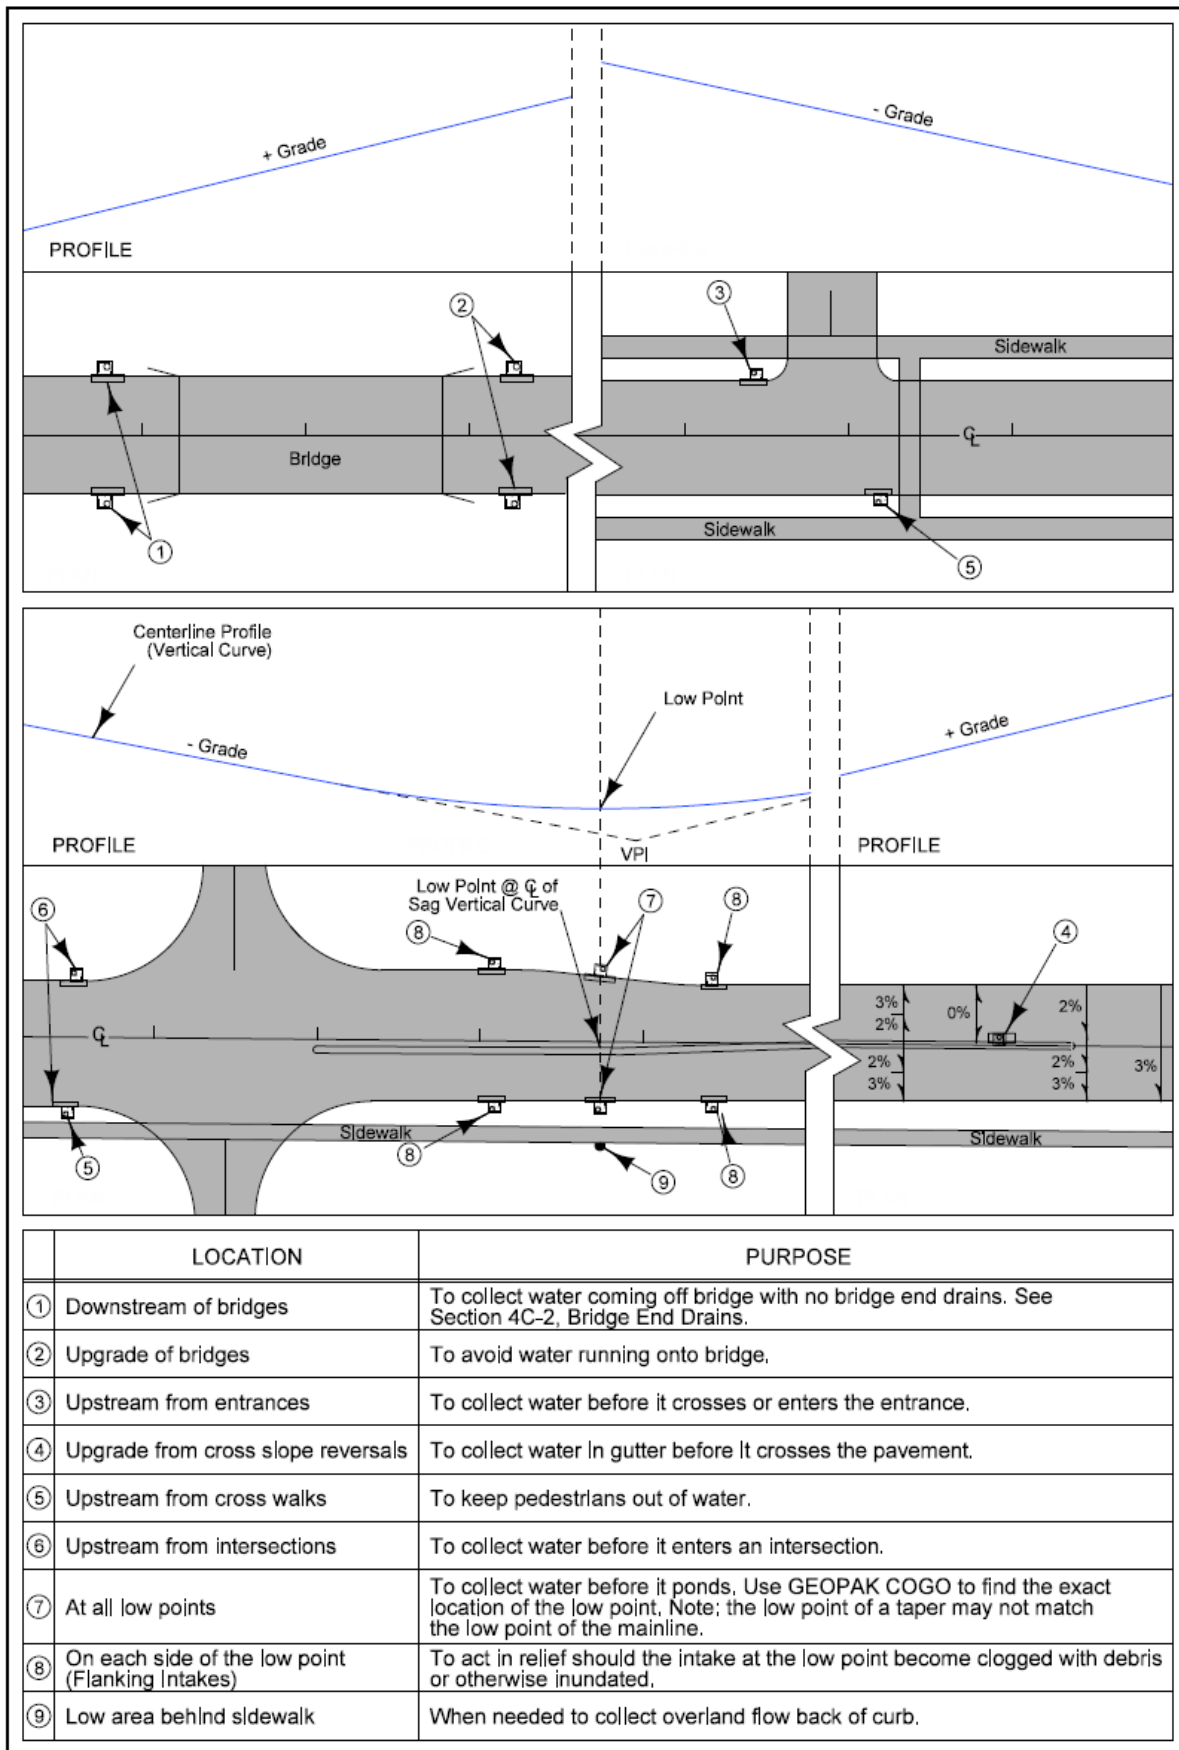 + Grade
- Grade
PROFILE
②
③
Sidewalk
Bridge
℄
Sidewalk
①
⑤
Centerline Profile
(Vertical Curve)
Low Point
- Grade
+ Grade
PROFILE
VPI
PROFILE
⑥
Low Point @ ℄ of
Sag Vertical Curve
⑧
⑦
⑧
④
3%
2%
0%
2%
℄
2%
3%
2%
3%
3%
Sidewalk
Sidewalk
⑤
⑧
⑨
⑧
LOCATION PURPOSE
① Downstream of bridges To collect water coming off bridge with no bridge end drains. See
Section 4C-2, Bridge End Drains.
② Upgrade of bridges To avoid water running onto bridge.
③ Upstream from entrances To collect water before it crosses or enters the entrance.
④ Upgrade from cross slope reversals To collect water in gutter before it crosses the pavement.
⑤ Upstream from cross walks To keep pedestrians out of water.
⑥ Upstream from intersections To collect water before it enters an intersection.
⑦ At all low points To collect water before it ponds. Use GEOPAK COGO to find the exact
location of the low point. Note: the low point of a taper may not match
the low point of the mainline.
⑧ On each side of the low point To act in relief should the intake at the low point become clogged with debris
(Flanking Intakes) or otherwise inundated.
⑨ Low area behind sidewalk When needed to collect overland flow back of curb.